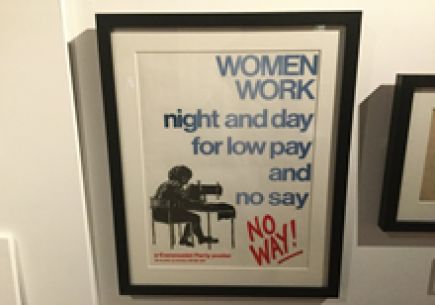 WOMEN
WORK
night and day
for low pay
and
no say
NO
WAY!
a Communist Party poster